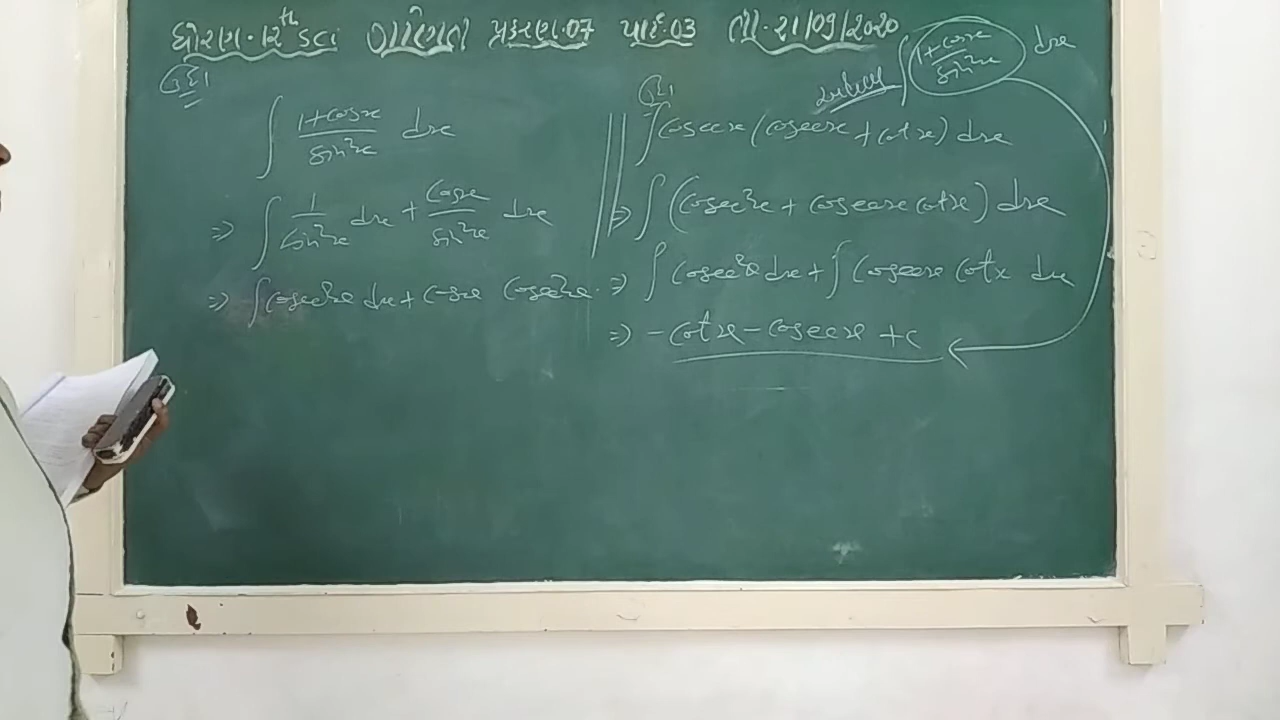 ધોરણ.12th Sci ગણિત પ્રકરણ.07 પાર્ટ.03 તા.21/09/2020
∫ 1+cosx/sin²x dx
∫ 1+cosx/sin²x dx
⇒ ∫ 1/sin²x dx + cosx/sin²x dx
⇒ ∫ cosec²x dx + cosx cosec²x.
∫ cosecx (cosecx + cotx) dx
⇒ ∫ (cosec²x + cosecx cotx) dx
⇒ ∫ cosec²x dx + ∫ cosecx cotx dx
⇒ -cotx - cosecx + c